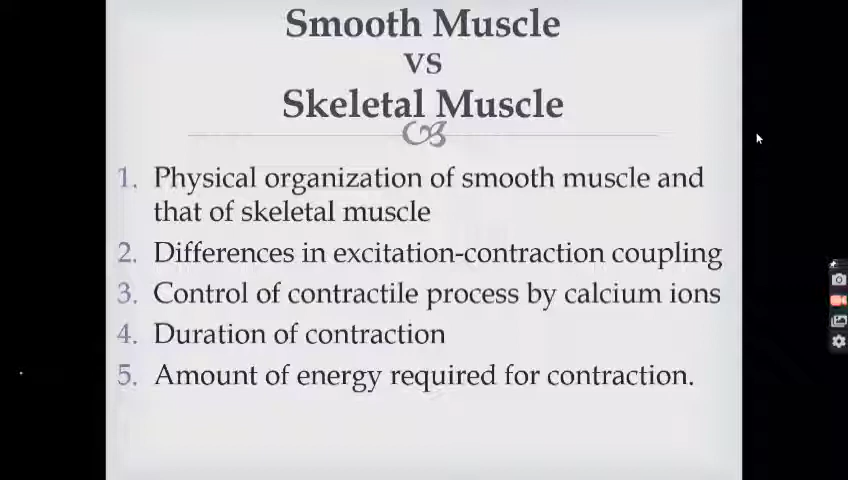 Smooth Muscle
VS
Skeletal Muscle
1. Physical organization of smooth muscle and
that of skeletal muscle
2. Differences in excitation-contraction coupling
3. Control of contractile process by calcium ions
4. Duration of contraction
5. Amount of energy required for contraction.